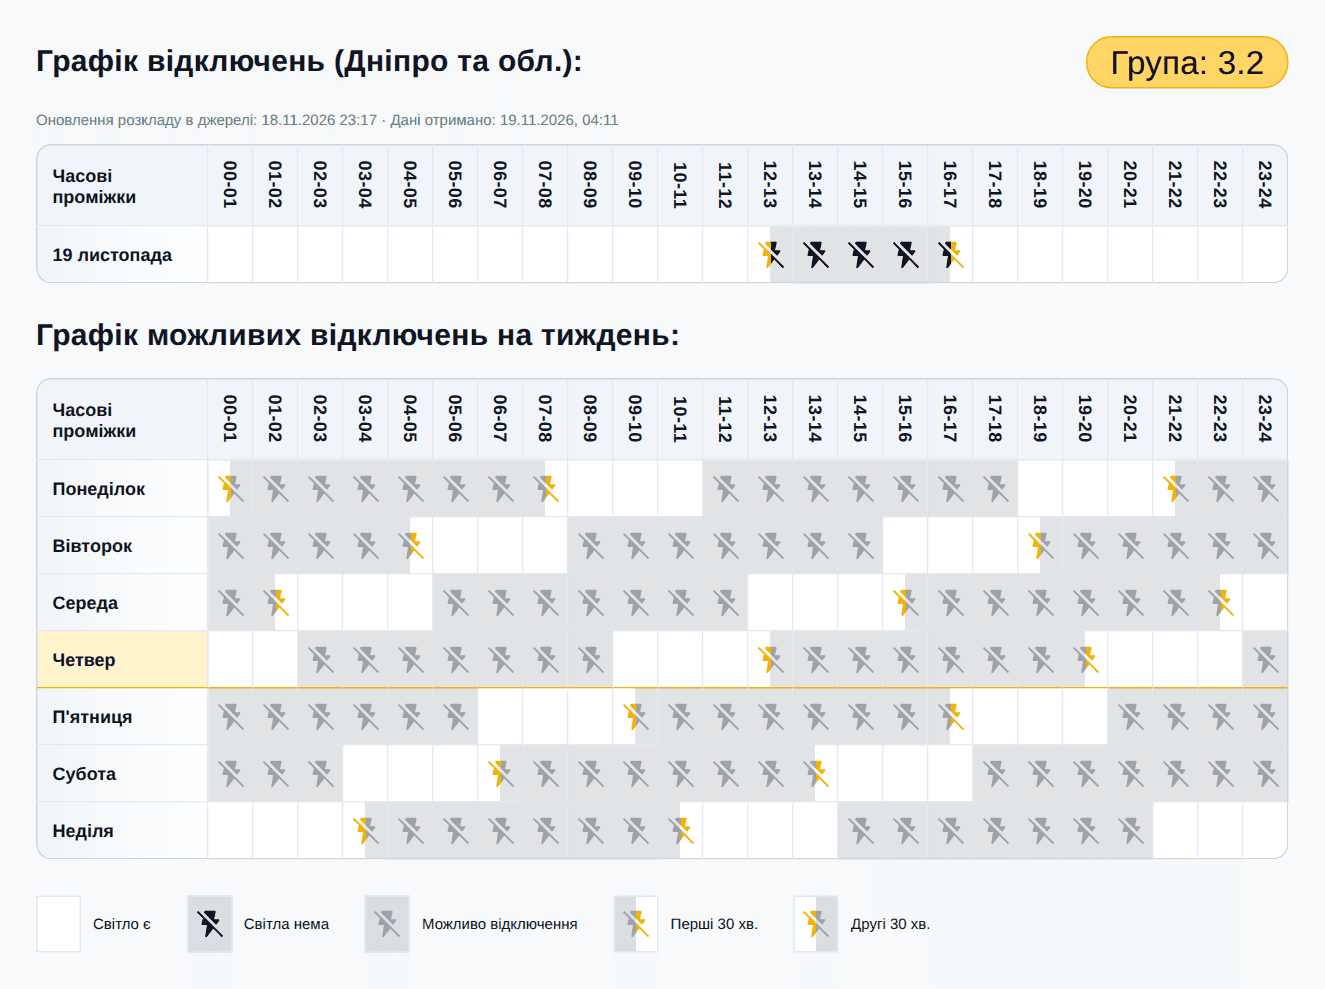 Графік відключень (Дніпро та обл.):
Група: 3.2
Оновлення розкладу в джерелі: 18.11.2026 23:17 · Дані отримано: 19.11.2026, 04:11
Часові
проміжки
00-01 01-02 02-03 03-04 04-05 05-06 06-07 07-08 08-09 09-10 10-11 11-12 12-13 13-14 14-15 15-16 16-17 17-18 18-19 19-20 20-21 21-22 22-23 23-24
19 листопада
Графік можливих відключень на тиждень:
Часові
проміжки
00-01 01-02 02-03 03-04 04-05 05-06 06-07 07-08 08-09 09-10 10-11 11-12 12-13 13-14 14-15 15-16 16-17 17-18 18-19 19-20 20-21 21-22 22-23 23-24
Понеділок
Вівторок
Середа
Четвер
П'ятниця
Субота
Неділя
Світло є
Світла нема
Можливо відключення
Перші 30 хв.
Другі 30 хв.